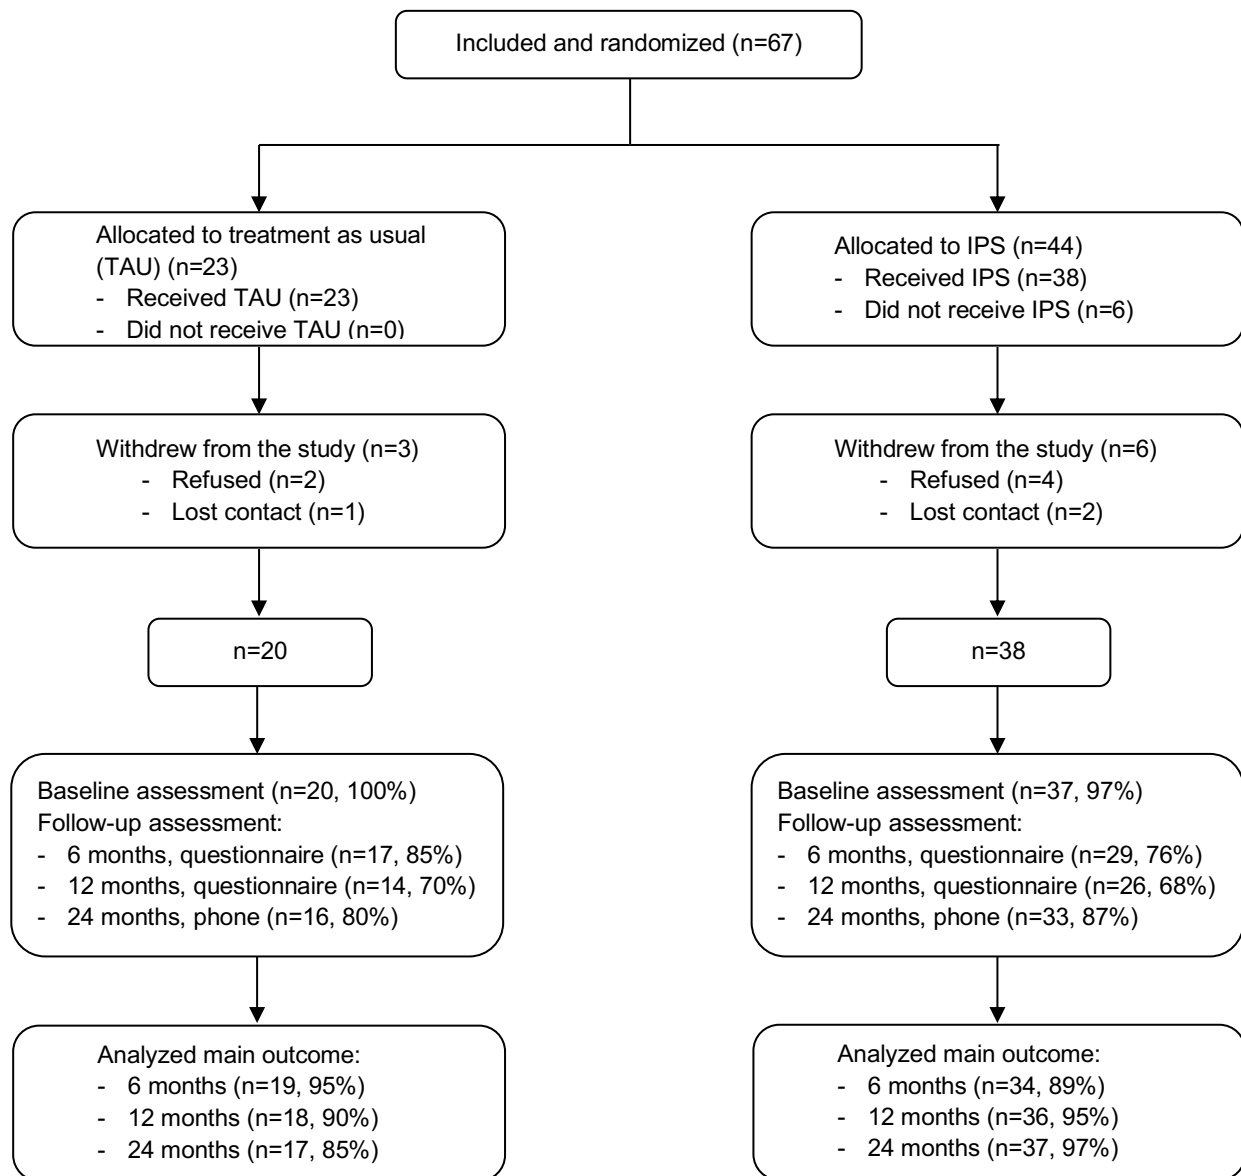 Included and randomized (n=67)
Allocated to treatment as usual
(TAU) (n=23)
- Received TAU (n=23)
- Did not receive TAU (n=0)
Allocated to IPS (n=44)
- Received IPS (n=38)
- Did not receive IPS (n=6)
Withdrew from the study (n=3)
- Refused (n=2)
- Lost contact (n=1)
Withdrew from the study (n=6)
- Refused (n=4)
- Lost contact (n=2)
n=20
n=38
Baseline assessment (n=20, 100%)
Follow-up assessment:
- 6 months, questionnaire (n=17, 85%)
- 12 months, questionnaire (n=14, 70%)
- 24 months, phone (n=16, 80%)
Baseline assessment (n=37, 97%)
Follow-up assessment:
- 6 months, questionnaire (n=29, 76%)
- 12 months, questionnaire (n=26, 68%)
- 24 months, phone (n=33, 87%)
Analyzed main outcome:
- 6 months (n=19, 95%)
- 12 months (n=18, 90%)
- 24 months (n=17, 85%)
Analyzed main outcome:
- 6 months (n=34, 89%)
- 12 months (n=36, 95%)
- 24 months (n=37, 97%)